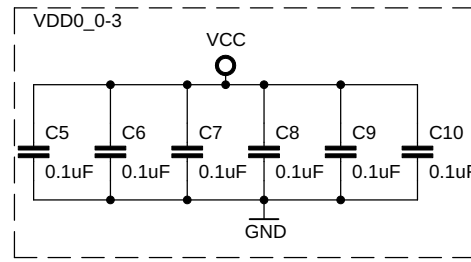 VDD0_0-3
VCC
C5 C6 C7 C8 C9 C10
0.1uF 0.1uF 0.1uF 0.1uF 0.1uF 0.1uF
GND